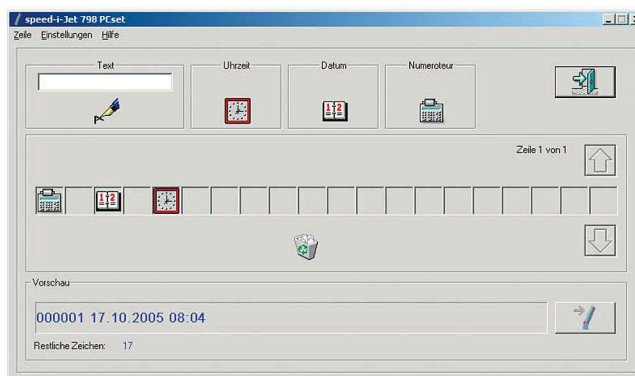 speed-i-Jet 798 PCset
Zeile Einstellungen Hilfe
Text Uhrzeit Datum Numeroteur
Zeile 1 von 1
Vorschau
000001 17.10.2005 08:04
Restliche Zeichen: 17